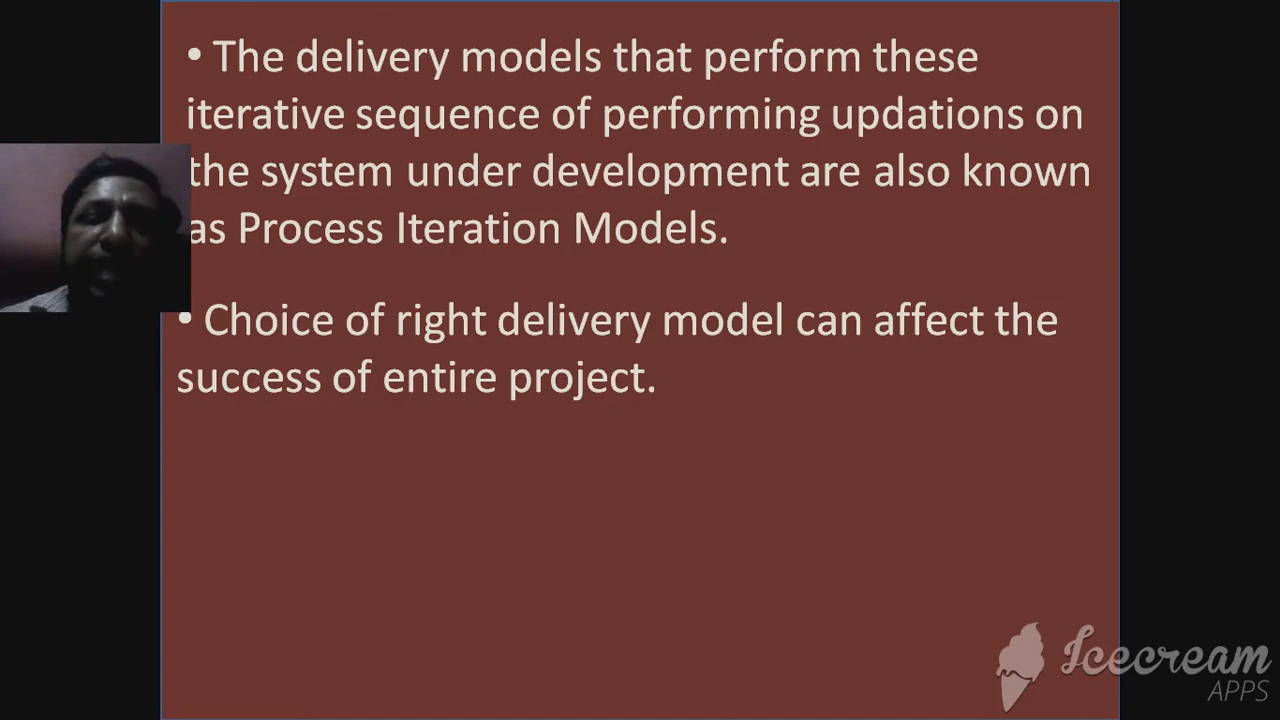 • The delivery models that perform these
iterative sequence of performing updations on
the system under development are also known
as Process Iteration Models.
• Choice of right delivery model can affect the
success of entire project.
Icecream
APPS